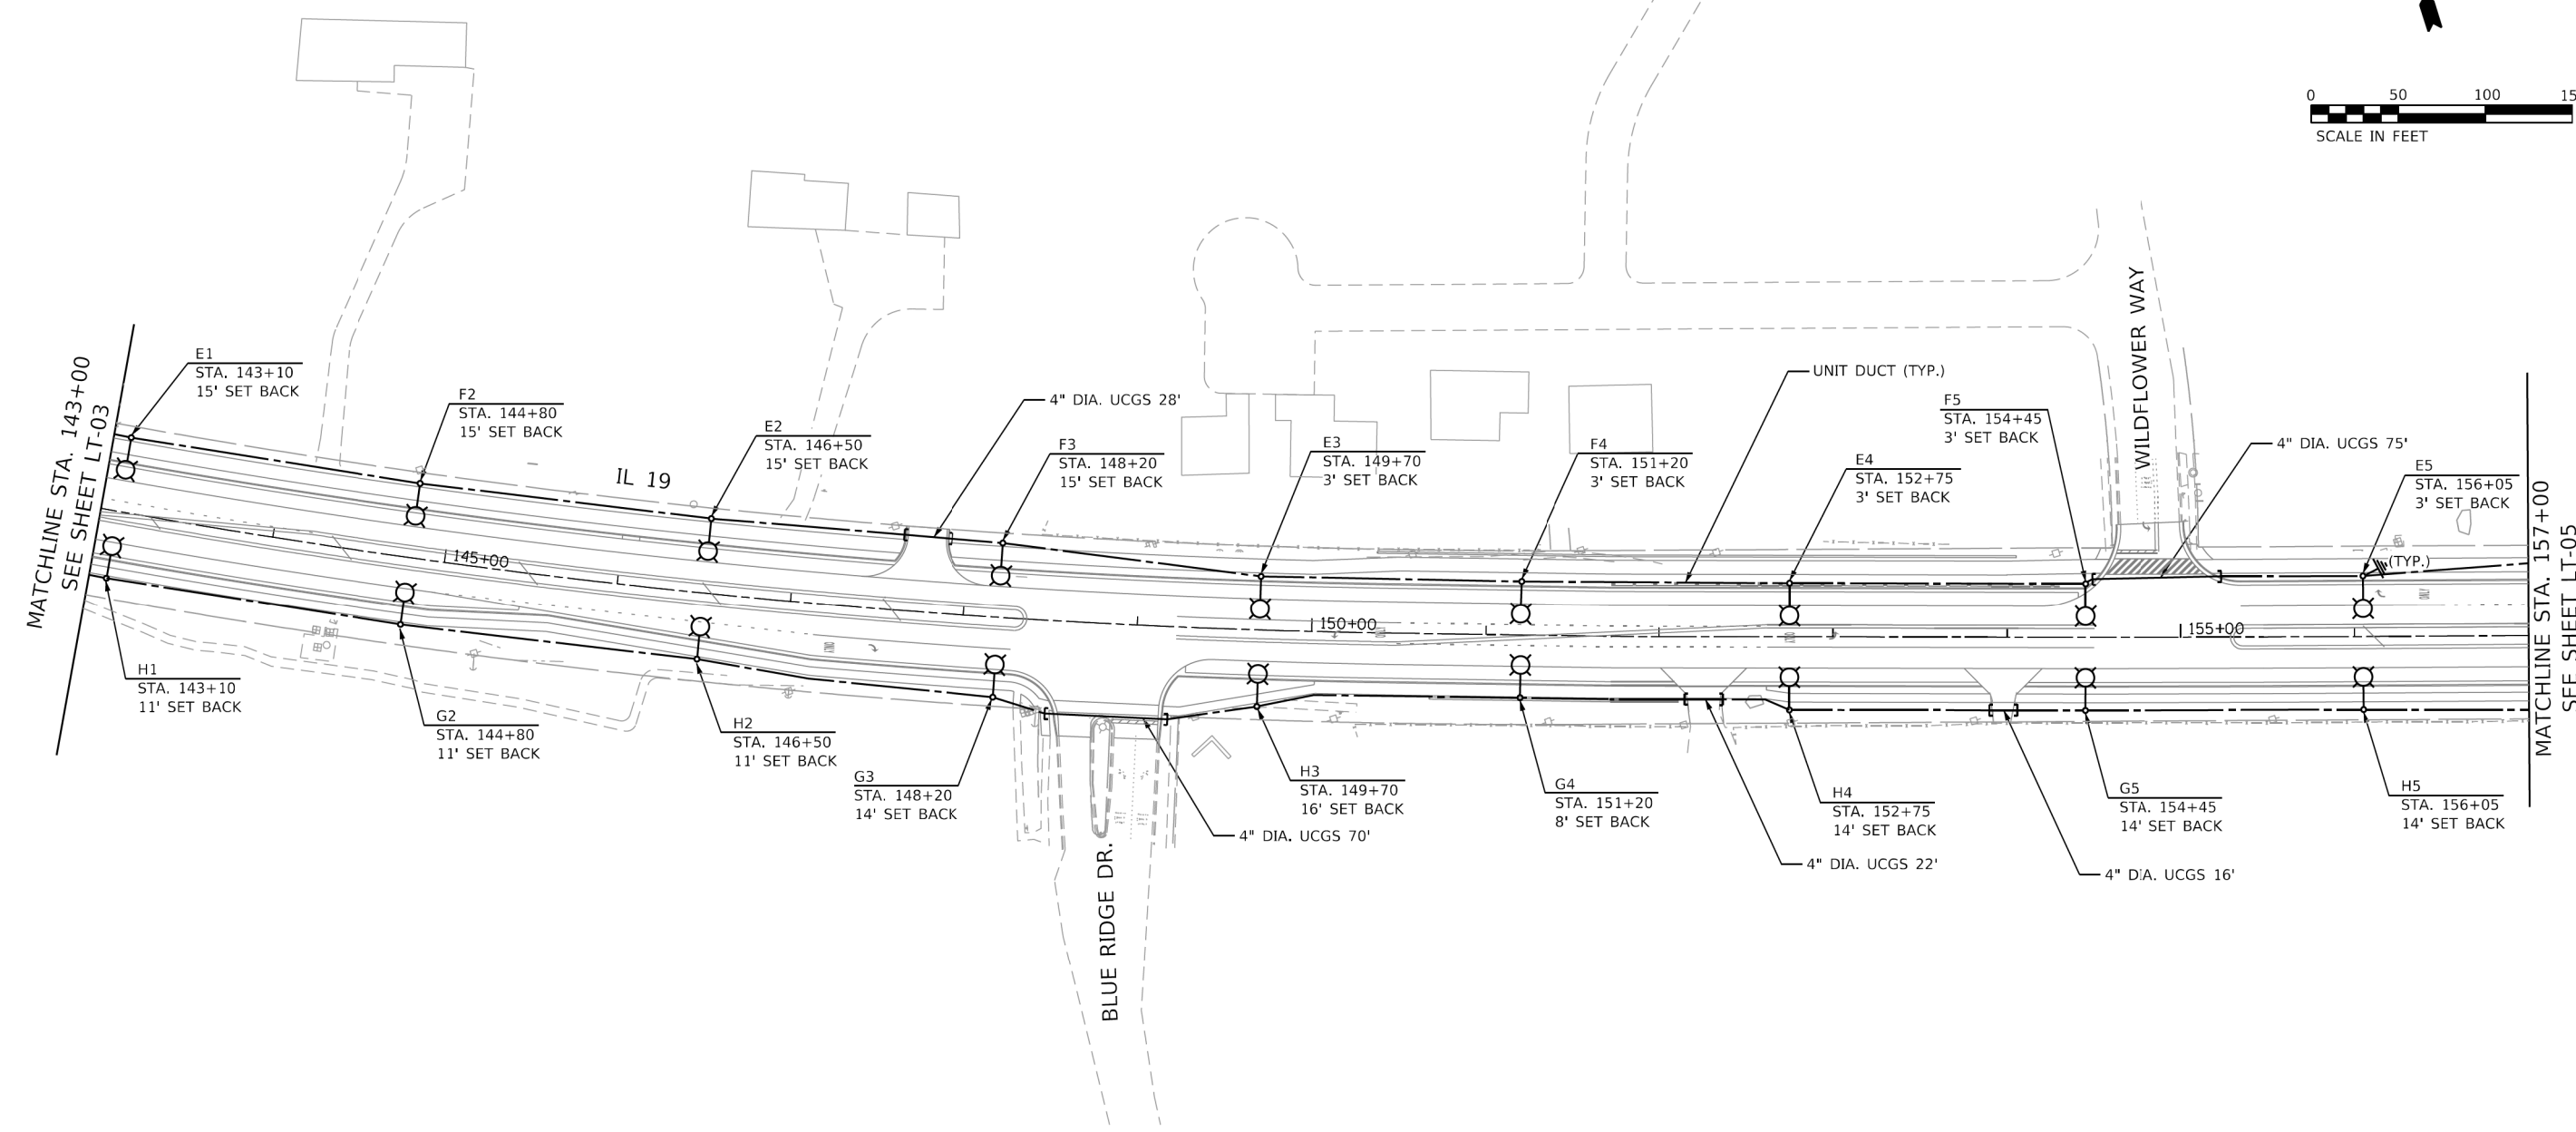 0 50 100 15
SCALE IN FEET
MATCHLINE STA. 143+00
SEE SHEET LT-03
E1
STA. 143+10
15' SET BACK
F2
STA. 144+80
15' SET BACK
IL 19
E2
STA. 146+50
15' SET BACK
4" DIA. UCGS 28'
F3
STA. 148+20
15' SET BACK
E3
STA. 149+70
3' SET BACK
F4
STA. 151+20
3' SET BACK
UNIT DUCT (TYP.)
E4
STA. 152+75
3' SET BACK
F5
STA. 154+45
3' SET BACK
WILDFLOWER WAY
4" DIA. UCGS 75'
E5
STA. 156+05
3' SET BACK
(TYP.)
MATCHLINE STA. 157+00
SEE SHEET LT-05
145+00
150+00
155+00
H1
STA. 143+10
11' SET BACK
G2
STA. 144+80
11' SET BACK
H2
STA. 146+50
11' SET BACK
G3
STA. 148+20
14' SET BACK
BLUE RIDGE DR.
4" DIA. UCGS 70'
H3
STA. 149+70
16' SET BACK
G4
STA. 151+20
8' SET BACK
4" DIA. UCGS 22'
H4
STA. 152+75
14' SET BACK
4" DIA. UCGS 16'
G5
STA. 154+45
14' SET BACK
H5
STA. 156+05
14' SET BACK